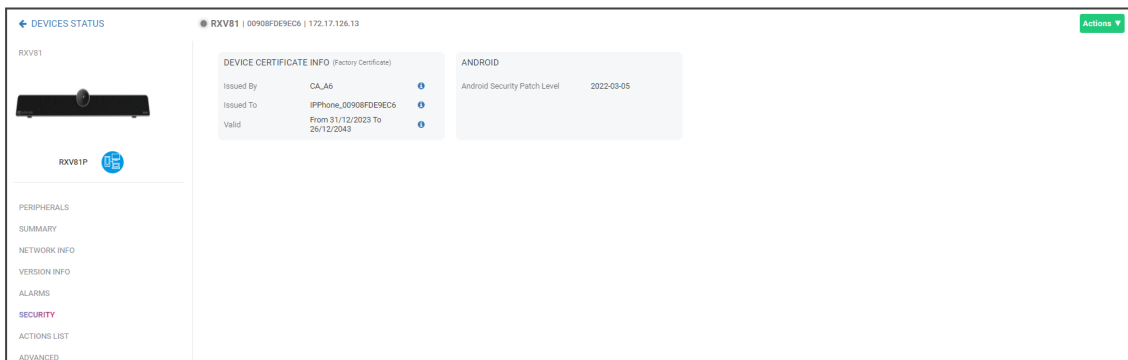 ← DEVICES STATUS
RXV81 | 00908FDE9EC6 | 172.17.126.13
Actions ▼
RXV81
RXV81P
PERIPHERALS
SUMMARY
NETWORK INFO
VERSION INFO
ALARMS
SECURITY
ACTIONS LIST
ADVANCED
DEVICE CERTIFICATE INFO (Factory Certificate)
Issued By CA_A6
Issued To IPPhone_00908FDE9EC6
Valid From 31/12/2023 To
26/12/2043
ANDROID
Android Security Patch Level 2022-03-05